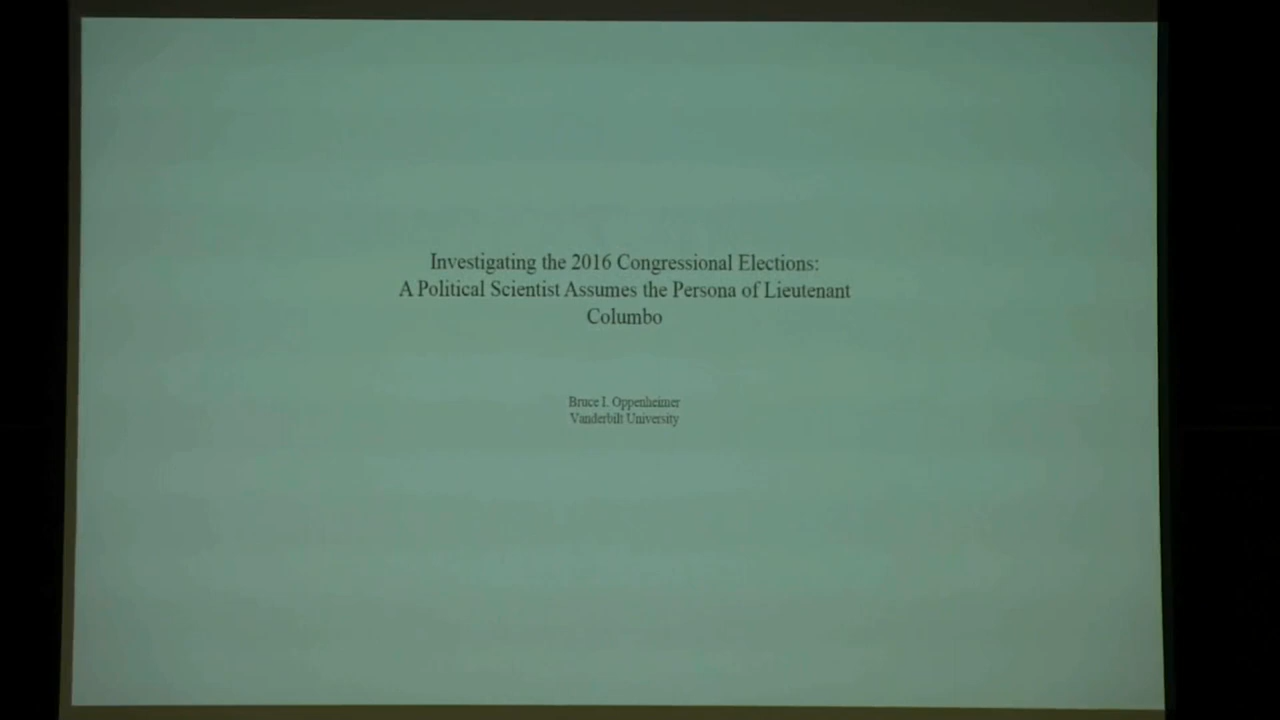 Investigating the 2016 Congressional Elections:
A Political Scientist Assumes the Persona of Lieutenant
Columbo
Bruce I. Oppenheimer
Vanderbilt University